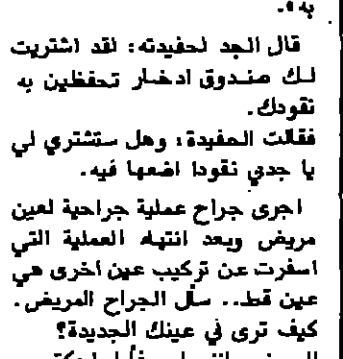 به».
قال الجد لحفيدته: لقد اشتريت
لك صندوق ادخار تحفظين به
نقودك.
فقالت الحفيدة: وهل ستشتري لي
يا جدي نقودا اضعها فيه.
اجرى جراح عملية جراحية لعين
مريض وبعد انتهاء العملية التي
اسفرت عن تركيب عين اخرى هي
عين قط.. سأل الجراح المريض.
كيف ترى في عينك الجديدة؟